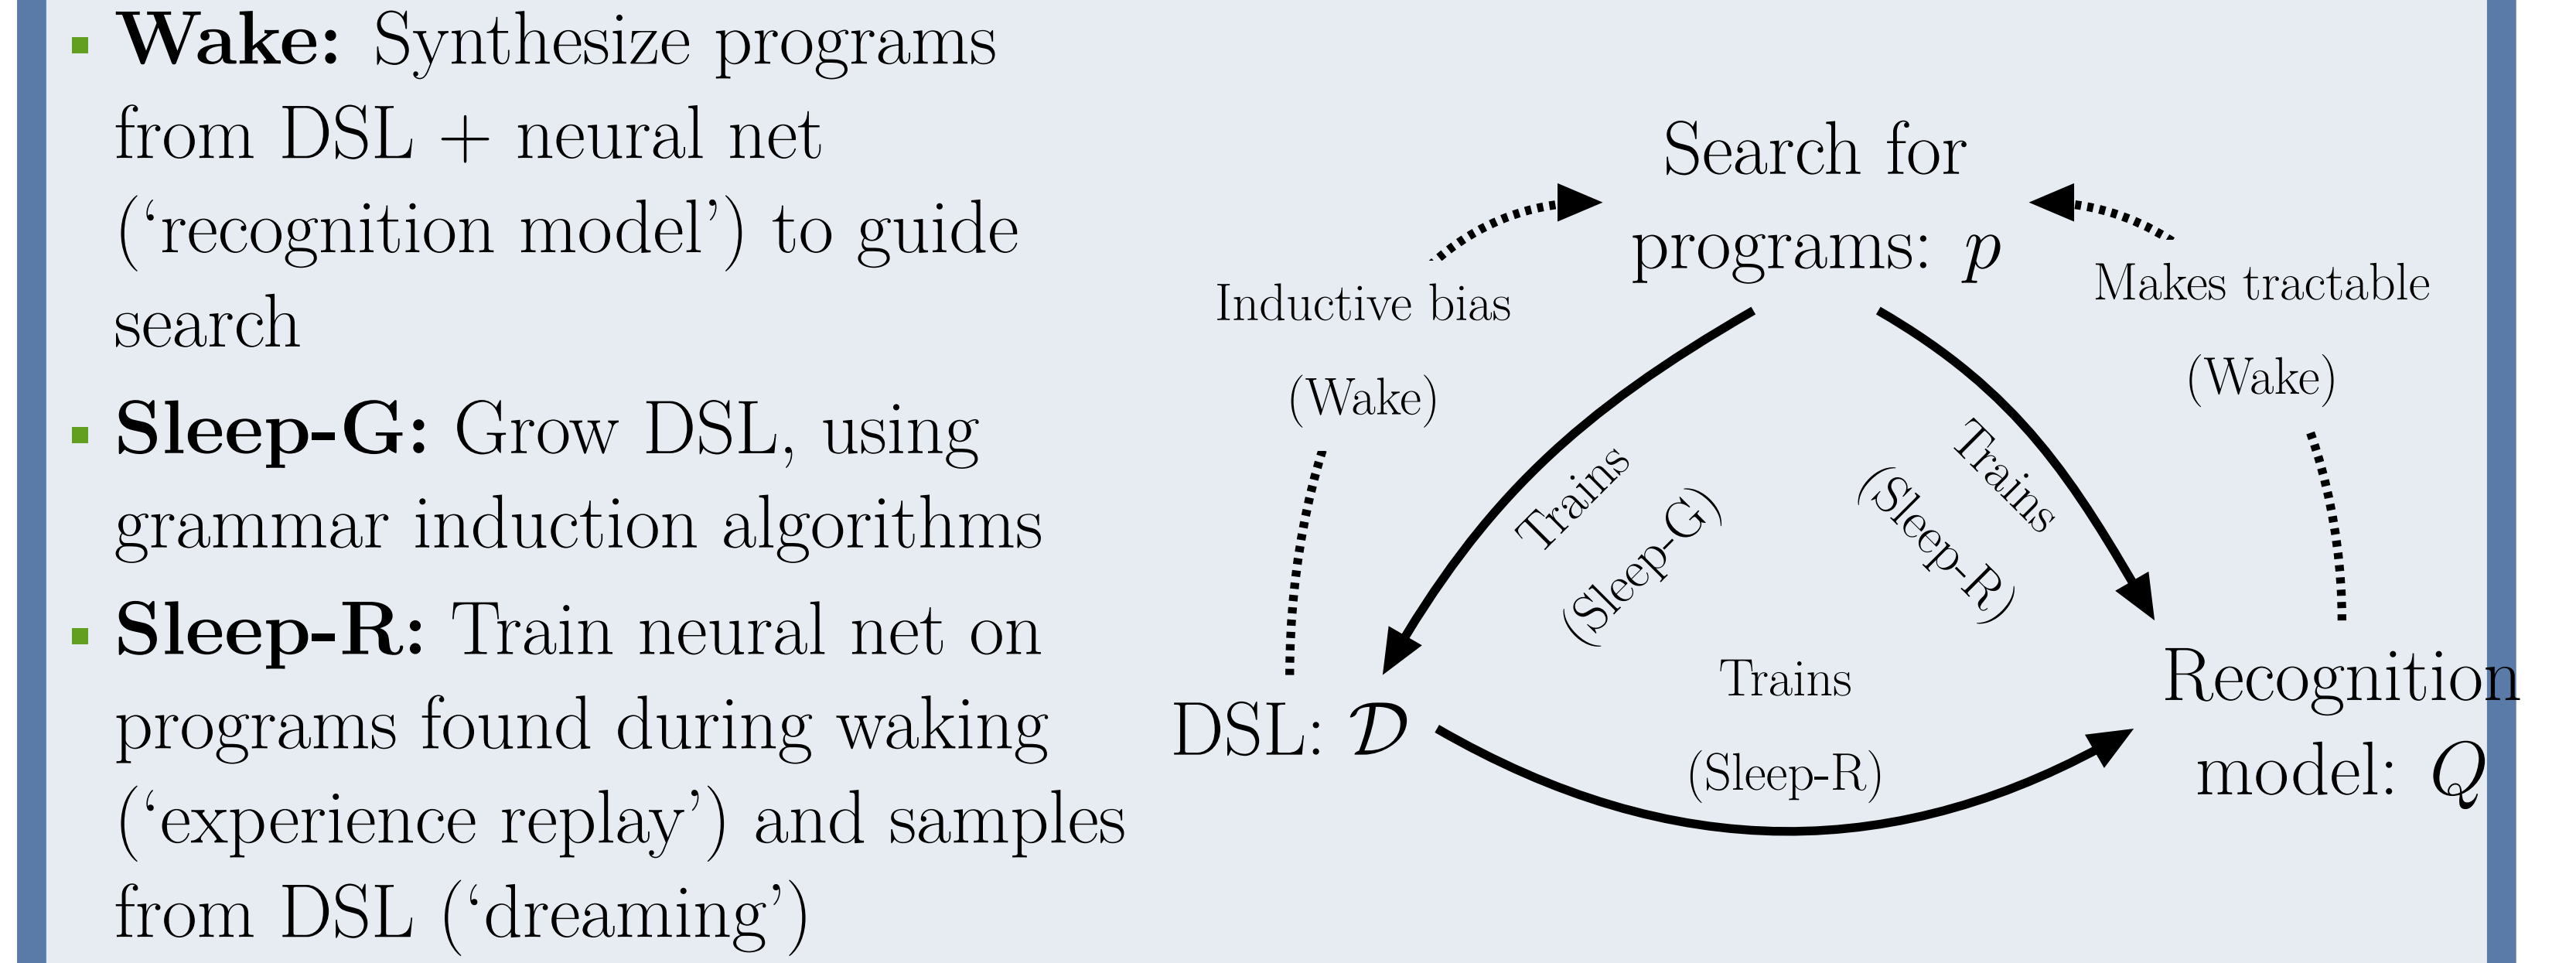 ▪ Wake: Synthesize programs
from DSL + neural net
(‘recognition model’) to guide
search
▪ Sleep-G: Grow DSL, using
grammar induction algorithms
▪ Sleep-R: Train neural net on
programs found during waking
(‘experience replay’) and samples
from DSL (‘dreaming’)
Search for
programs: p
Inductive bias
(Wake)
Makes tractable
(Wake)
Trains
(Sleep-G)
Trains
(Sleep-R)
Trains
(Sleep-R)
DSL: 𝒟
Recognition
model: Q